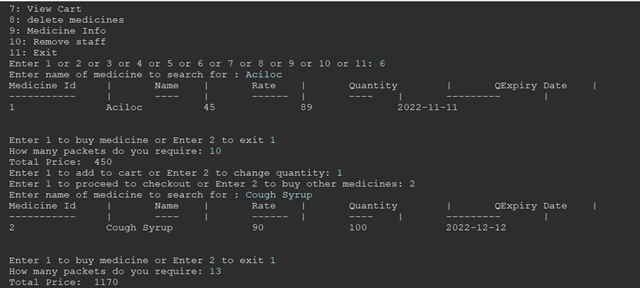 7: View Cart
8: delete medicines
9: Medicine Info
10: Remove staff
11: Exit
Enter 1 or 2 or 3 or 4 or 5 or 6 or 7 or 8 or 9 or 10 or 11: 6
Enter name of medicine to search for : Aciloc
Medicine Id | Name | Rate | Quantity | QExpiry Date |
----------- | ---- | ------ | ---- | --------- |
1 Aciloc 45 89 2022-11-11
Enter 1 to buy medicine or Enter 2 to exit 1
How many packets do you require: 10
Total Price: 450
Enter 1 to add to cart or Enter 2 to change quantity: 1
Enter 1 to proceed to checkout or Enter 2 to buy other medicines: 2
Enter name of medicine to search for : Cough Syrup
Medicine Id | Name | Rate | Quantity | QExpiry Date |
----------- | ---- | ------ | ---- | --------- |
2 Cough Syrup 90 100 2022-12-12
Enter 1 to buy medicine or Enter 2 to exit 1
How many packets do you require: 13
Total Price: 1170